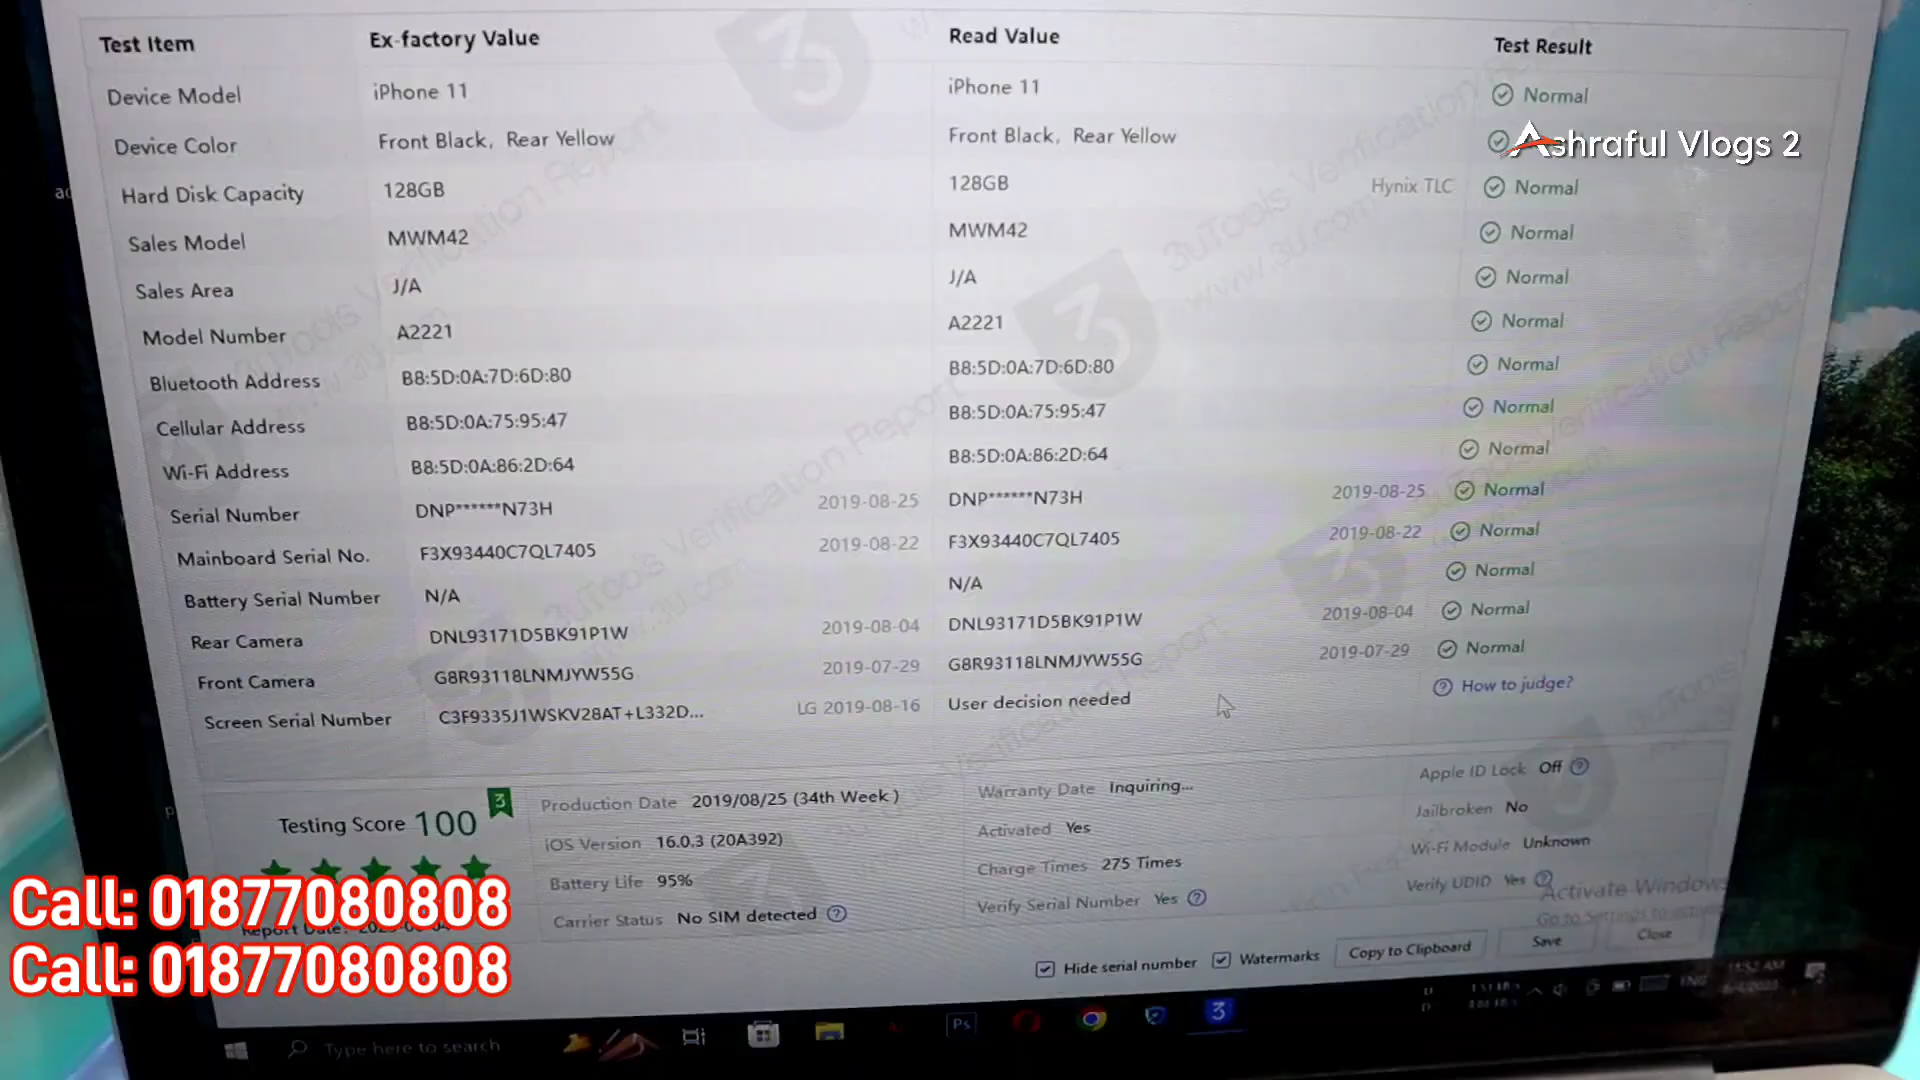 Test Item Ex-factory Value Read Value Test Result
Device Model iPhone 11 iPhone 11 Normal
Device Color Front Black, Rear Yellow Front Black, Rear Yellow
Ashraful Vlogs 2
Hard Disk Capacity 128GB 128GB Hynix TLC Normal
Sales Model MWM42 MWM42 Normal
Sales Area J/A J/A Normal
Model Number A2221 A2221 Normal
Bluetooth Address B8:5D:0A:7D:6D:80 B8:5D:0A:7D:6D:80 Normal
Cellular Address B8:5D:0A:75:95:47 B8:5D:0A:75:95:47 Normal
Wi-Fi Address B8:5D:0A:86:2D:64 B8:5D:0A:86:2D:64 Normal
Serial Number DNP******N73H 2019-08-25 DNP******N73H 2019-08-25 Normal
Mainboard Serial No. F3X93440C7QL7405 2019-08-22 F3X93440C7QL7405 2019-08-22 Normal
Battery Serial Number N/A N/A Normal
Rear Camera DNL93171D5BK91P1W 2019-08-04 DNL93171D5BK91P1W 2019-08-04 Normal
Front Camera G8R93118LNMJYW55G 2019-07-29 G8R93118LNMJYW55G 2019-07-29 Normal
Screen Serial Number C3F9335J1WSKV28AT+L332D... LG 2019-08-16 User decision needed How to judge?
Testing Score 100
Production Date 2019/08/25 (34th Week) Warranty Date Inquiring... Apple ID Lock Off
iOS Version 16.0.3 (20A392) Activated Yes Jailbroken No
Battery Life 95% Charge Times 275 Times Wi-Fi Module Unknown
Carrier Status No SIM detected Verify Serial Number Yes Verify UDID Yes
Activate Windows
Go to Settings to
Report Date:
Hide serial number Watermarks Copy to Clipboard Save Close
Call: 01877080808
Call: 01877080808
Type here to search
Ps
3
ENG
11:52 AM